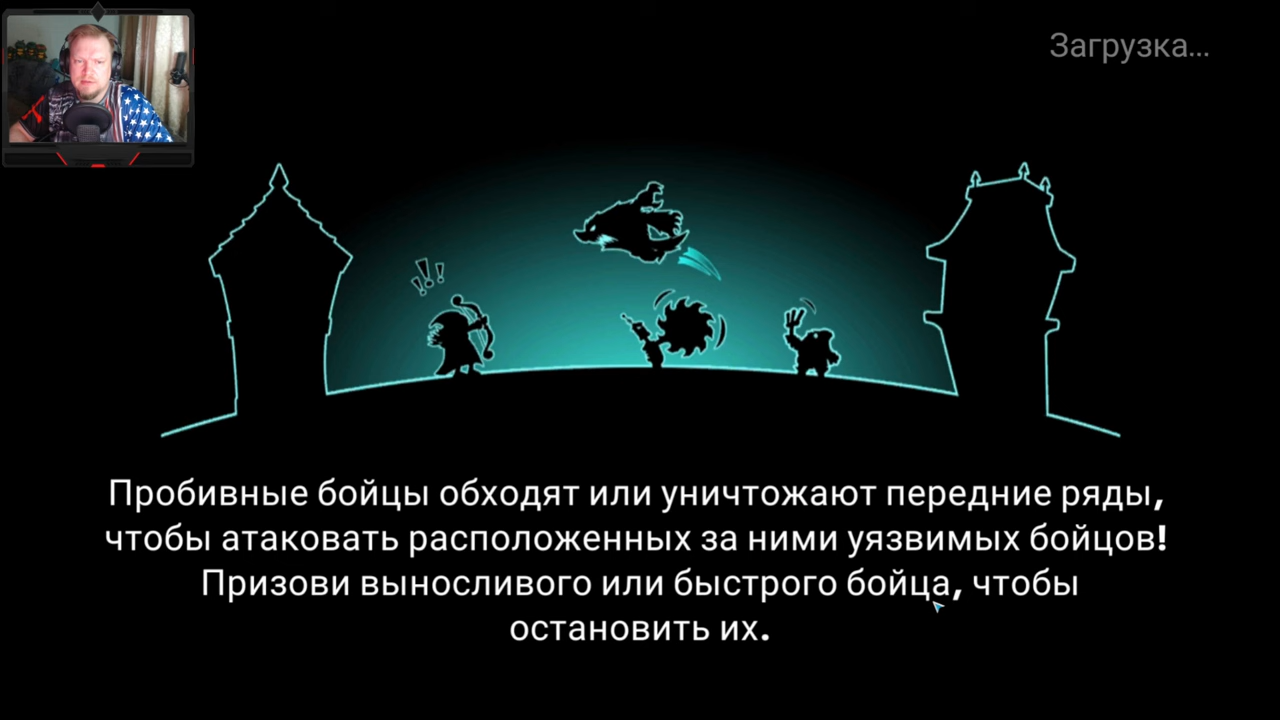 Загрузка...
Пробивные бойцы обходят или уничтожают передние ряды,
чтобы атаковать расположенных за ними уязвимых бойцов!
Призови выносливого или быстрого бойца, чтобы
остановить их.